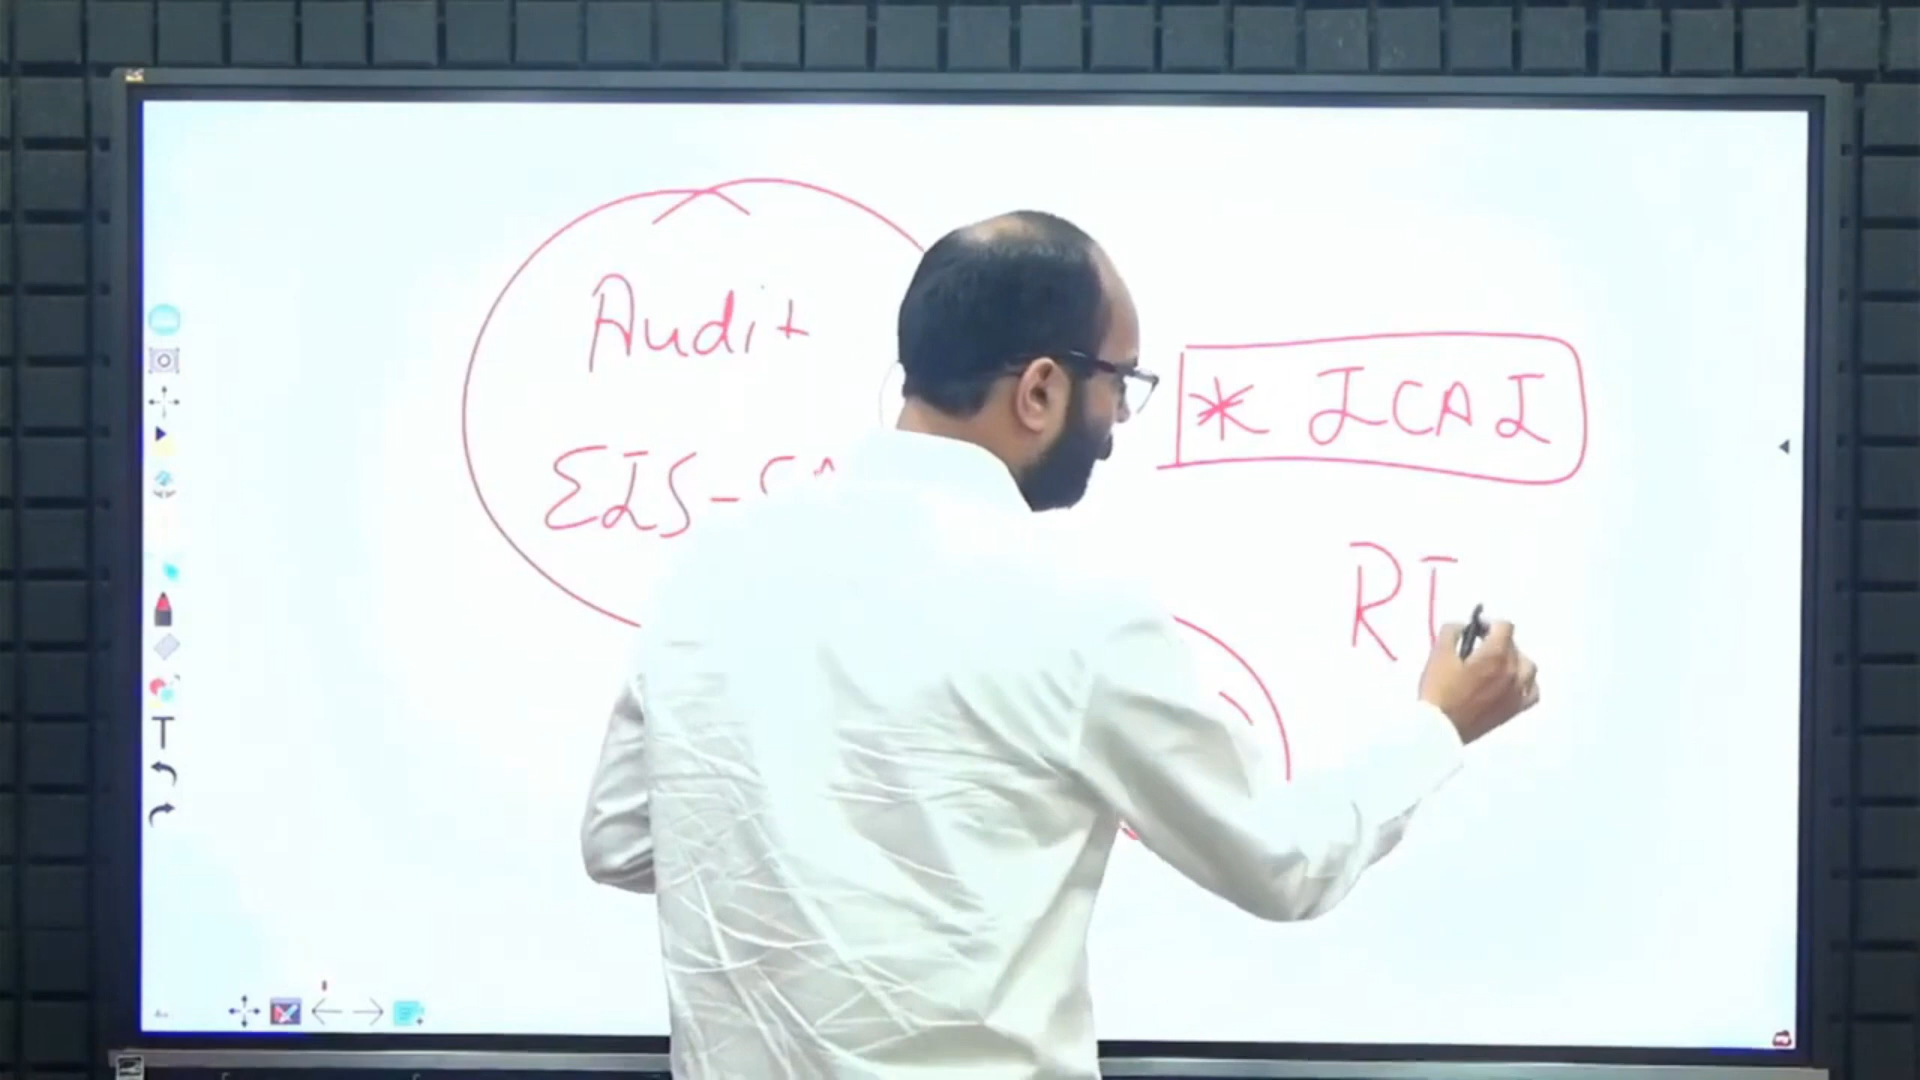 Audit
EIS-
* ICAI
RT
T